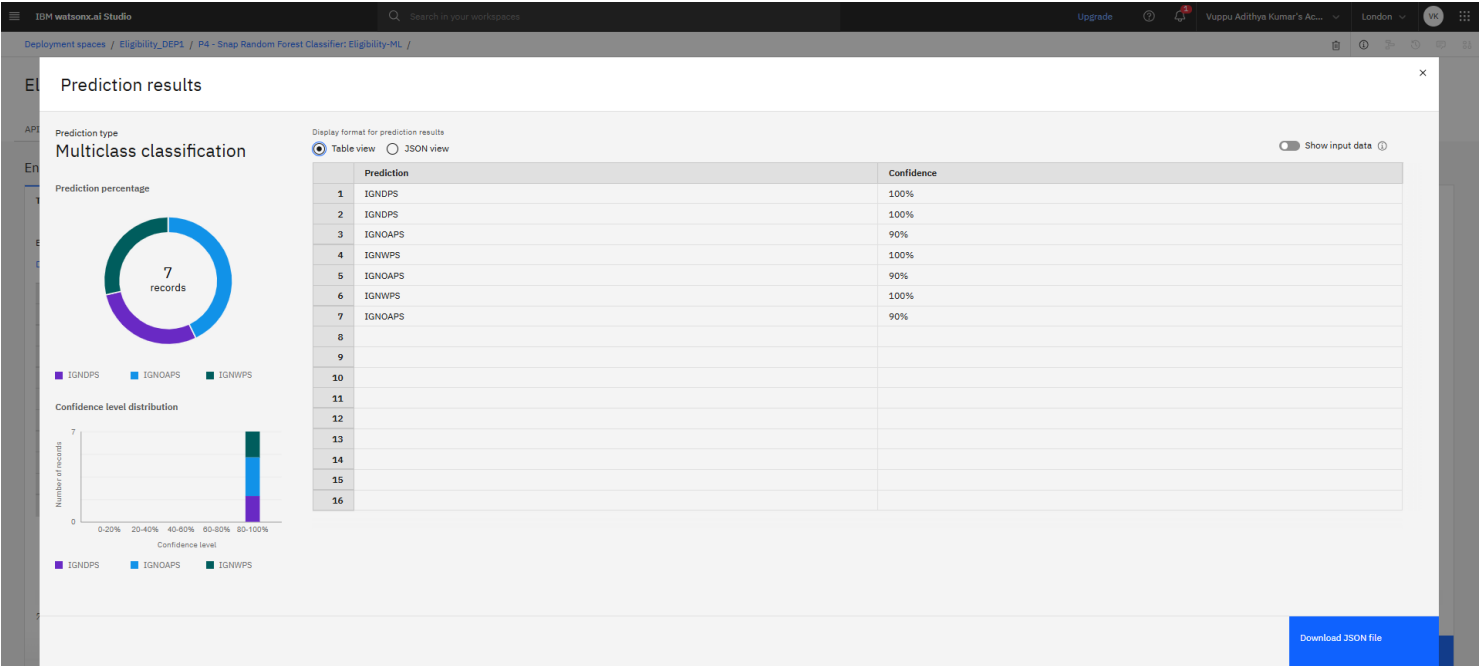 IBM watsonx.ai Studio
Search in your workspaces
Upgrade
1
Vuppu Adithya Kumar's Ac...
London
VK
Deployment spaces / Eligibility_DEP1 / P4 - Snap Random Forest Classifier: Eligibility-ML /
El
Prediction results
API
Prediction type
Multiclass classification
En
Prediction percentage
7
records
IGNDPS IGNOAPS IGNWPS
Confidence level distribution
Number of records
7
0
0-20% 20-40% 40-60% 60-80% 80-100%
Confidence level
IGNDPS IGNOAPS IGNWPS
Display format for prediction results
Table view JSON view
Show input data
Prediction Confidence
1 IGNDPS 100%
2 IGNDPS 100%
3 IGNOAPS 90%
4 IGNWPS 100%
5 IGNOAPS 90%
6 IGNWPS 100%
7 IGNOAPS 90%
8
9
10
11
12
13
14
15
16
Download JSON file